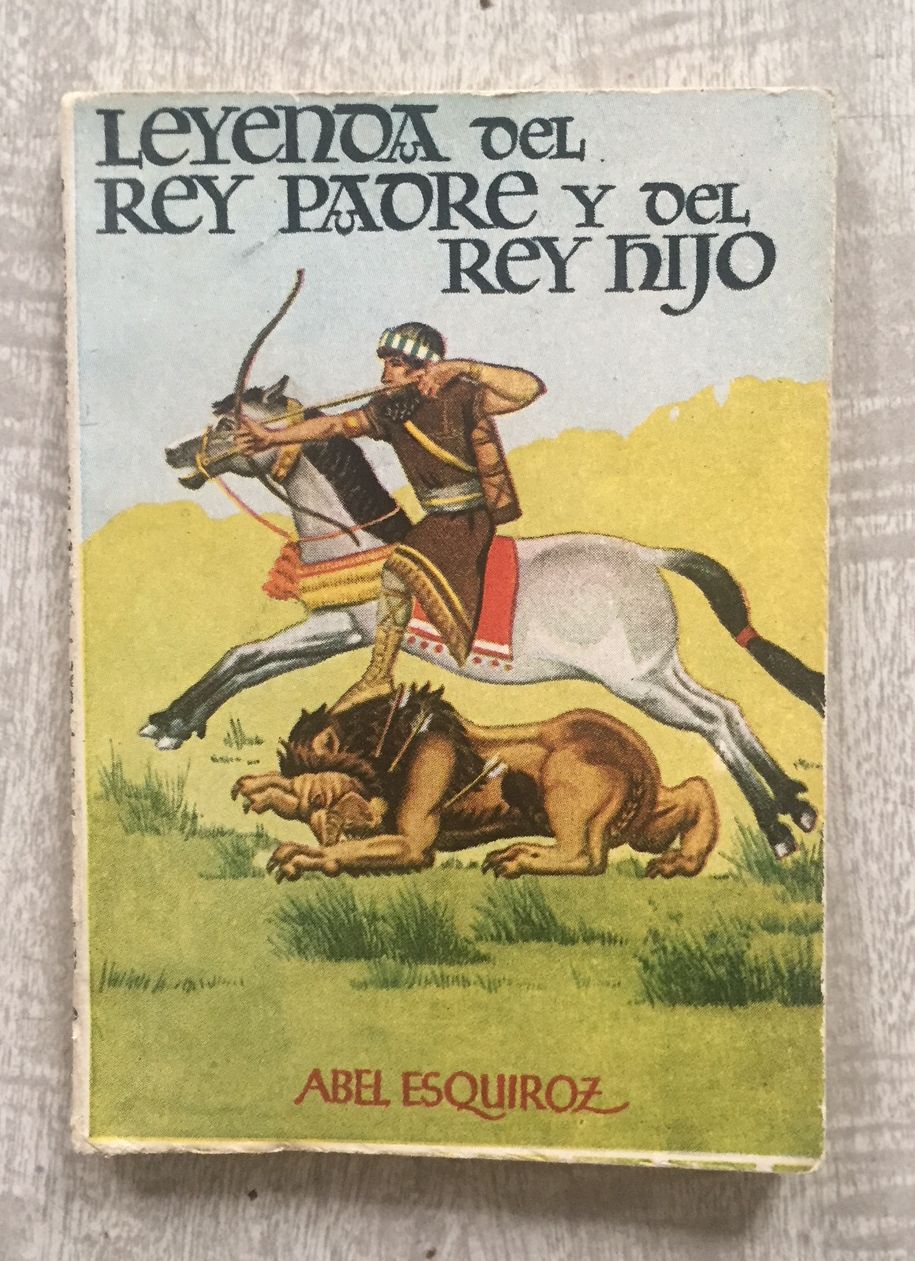 Leyenda del
Rey Padre y del
Rey hijo
ABEL ESQUIROZ